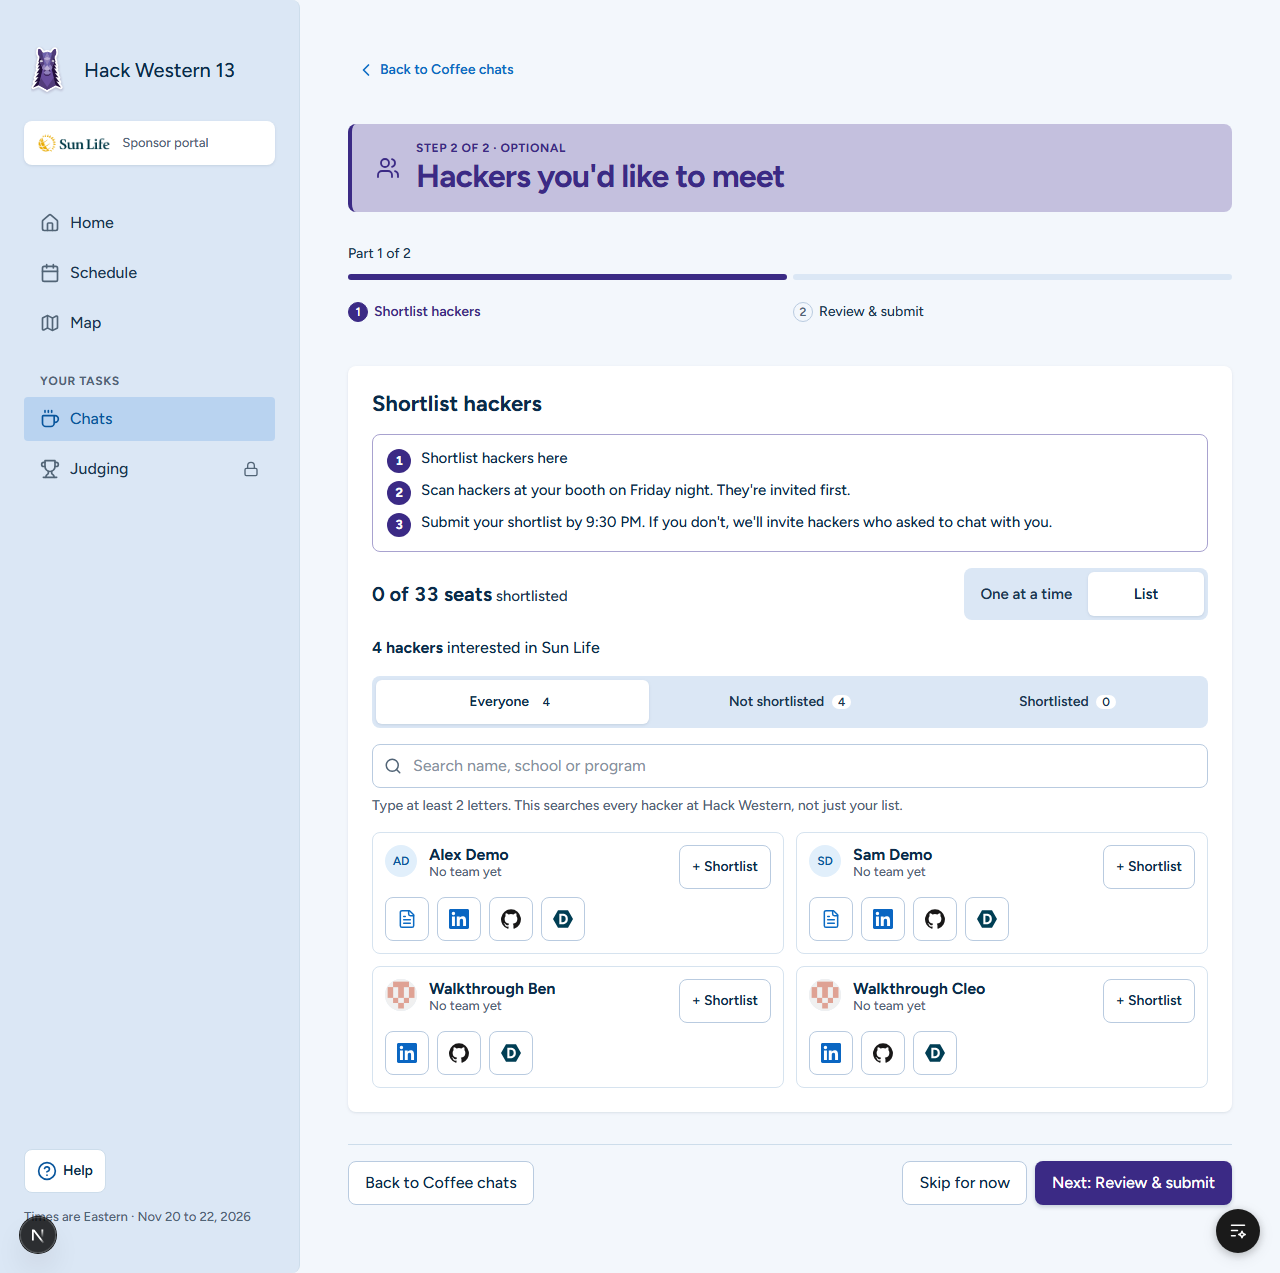 Hack Western 13
Sun Life Sponsor portal
Home
Schedule
Map
YOUR TASKS
Chats
Judging
Help
Times are Eastern · Nov 20 to 22, 2026
N
Back to Coffee chats
STEP 2 OF 2 · OPTIONAL
Hackers you'd like to meet
Part 1 of 2
1 Shortlist hackers
2 Review & submit
Shortlist hackers
1 Shortlist hackers here
2 Scan hackers at your booth on Friday night. They're invited first.
3 Submit your shortlist by 9:30 PM. If you don't, we'll invite hackers who asked to chat with you.
0 of 33 seats shortlisted
One at a time List
4 hackers interested in Sun Life
Everyone 4 Not shortlisted 4 Shortlisted 0
Search name, school or program
Type at least 2 letters. This searches every hacker at Hack Western, not just your list.
AD Alex Demo
No team yet
+ Shortlist
in D
SD Sam Demo
No team yet
+ Shortlist
in D
Walkthrough Ben
No team yet
+ Shortlist
in D
Walkthrough Cleo
No team yet
+ Shortlist
in D
Back to Coffee chats Skip for now Next: Review & submit